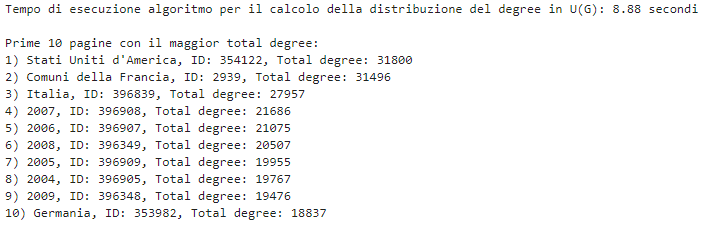 Tempo di esecuzione algoritmo per il calcolo della distribuzione del degree in U(G): 8.88 secondi
Prime 10 pagine con il maggior total degree:
1) Stati Uniti d'America, ID: 354122, Total degree: 31800
2) Comuni della Francia, ID: 2939, Total degree: 31496
3) Italia, ID: 396839, Total degree: 27957
4) 2007, ID: 396908, Total degree: 21686
5) 2006, ID: 396907, Total degree: 21075
6) 2008, ID: 396349, Total degree: 20507
7) 2005, ID: 396909, Total degree: 19955
8) 2004, ID: 396905, Total degree: 19767
9) 2009, ID: 396348, Total degree: 19476
10) Germania, ID: 353982, Total degree: 18837